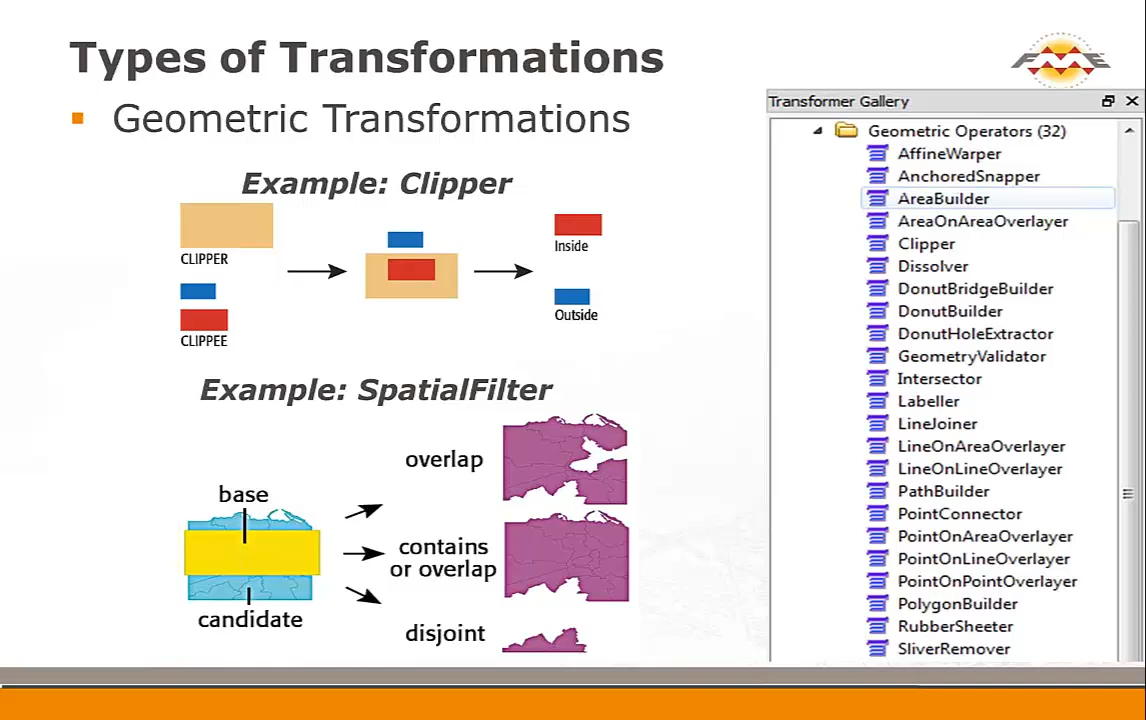 Types of Transformations
FME
Geometric Transformations
Example: Clipper
CLIPPER
CLIPPEE
Inside
Outside
Example: SpatialFilter
base
candidate
overlap
contains
or overlap
disjoint
Transformer Gallery
Geometric Operators (32)
AffineWarper
AnchoredSnapper
AreaBuilder
AreaOnAreaOverlayer
Clipper
Dissolver
DonutBridgeBuilder
DonutBuilder
DonutHoleExtractor
GeometryValidator
Intersector
Labeller
LineJoiner
LineOnAreaOverlayer
LineOnLineOverlayer
PathBuilder
PointConnector
PointOnAreaOverlayer
PointOnLineOverlayer
PointOnPointOverlayer
PolygonBuilder
RubberSheeter
SliverRemover